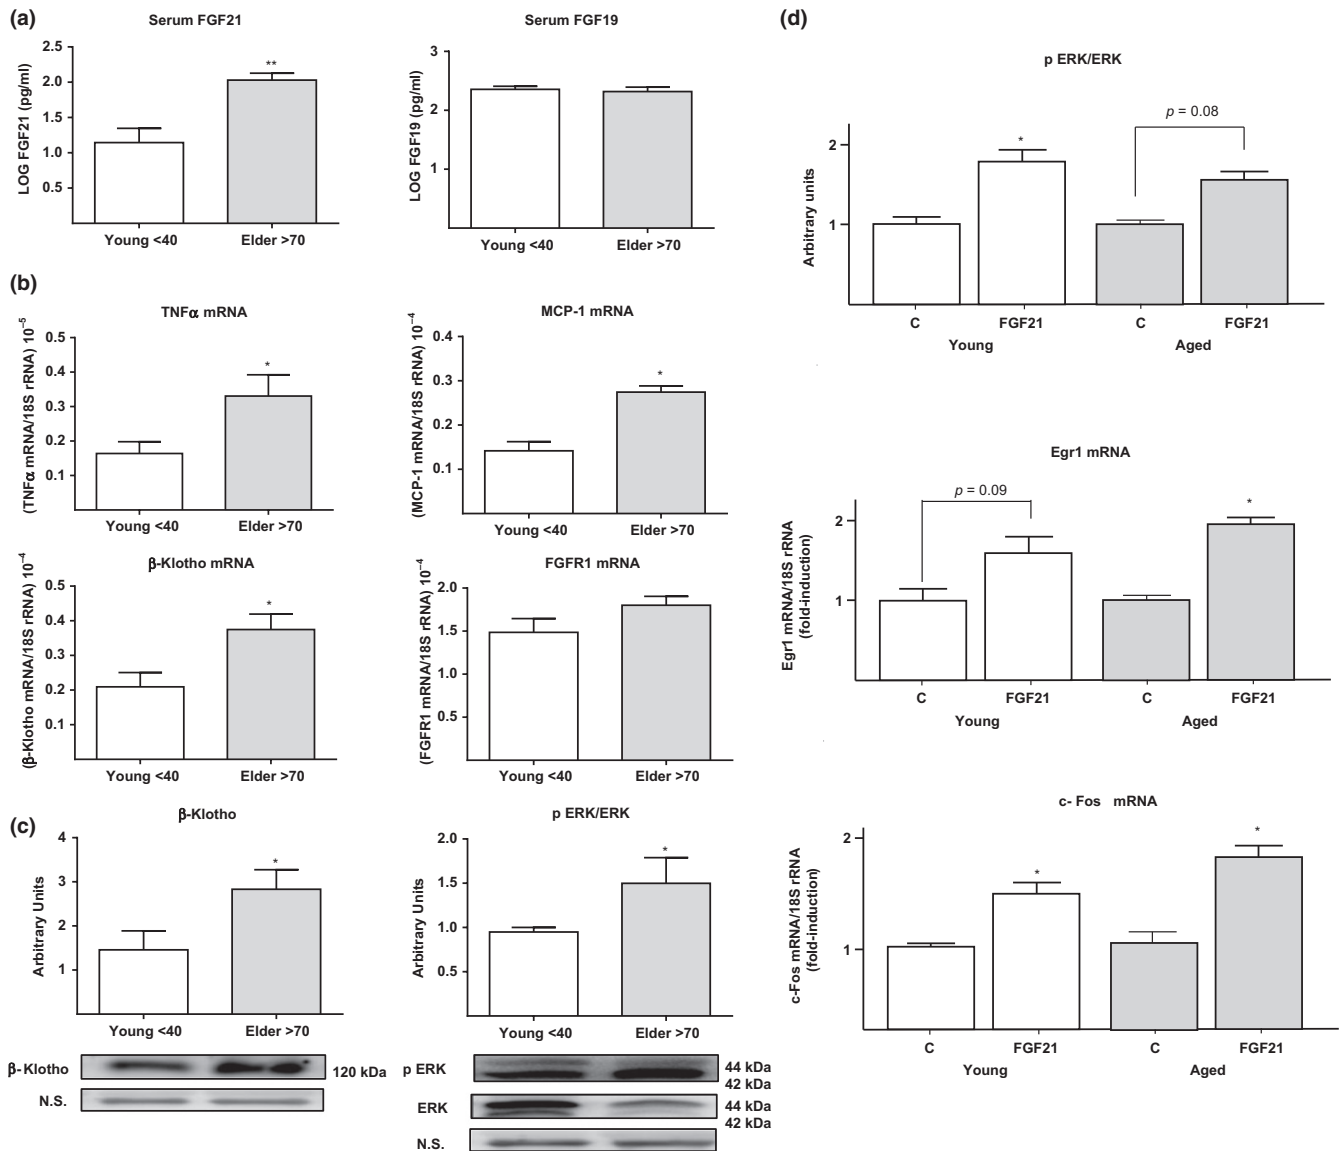 (a)
Serum FGF21
LOG FGF21 (pg/ml)
2.5
2.0
1.5
1.0
0.5
**
Young <40
Elder >70
Serum FGF19
LOG FGF19 (pg/ml)
3
2
1
Young <40
Elder >70
(b)
TNFα mRNA
(TNFα mRNA/18S rRNA) 10⁻⁵
0.5
0.4
0.3
0.2
0.1
*
Young <40
Elder >70
MCP-1 mRNA
(MCP-1 mRNA/18S rRNA) 10⁻⁴
0.4
0.3
0.2
0.1
*
Young <40
Elder >70
β-Klotho mRNA
(β-Klotho mRNA/18S rRNA) 10⁻⁴
0.5
0.4
0.3
0.2
0.1
*
Young <40
Elder >70
FGFR1 mRNA
(FGFR1 mRNA/18S rRNA) 10⁻⁴
2.0
1.5
1.0
0.5
Young <40
Elder >70
(c)
β-Klotho
Arbitrary Units
4
3
2
1
*
Young <40
Elder >70
β-Klotho
120 kDa
N.S.
p ERK/ERK
Arbitrary Units
2.0
1.5
1.0
0.5
*
Young <40
Elder >70
p ERK
44 kDa
42 kDa
ERK
44 kDa
42 kDa
N.S.
(d)
p ERK/ERK
Arbitrary units
2
1
*
p = 0.08
C
FGF21
C
FGF21
Young
Aged
Egr1 mRNA
Egr1 mRNA/18S rRNA
(fold-induction)
2
1
p = 0.09
*
C
FGF21
C
FGF21
Young
Aged
c- Fos mRNA
c-Fos mRNA/18S rRNA
(fold-induction)
2
1
*
*
C
FGF21
C
FGF21
Young
Aged